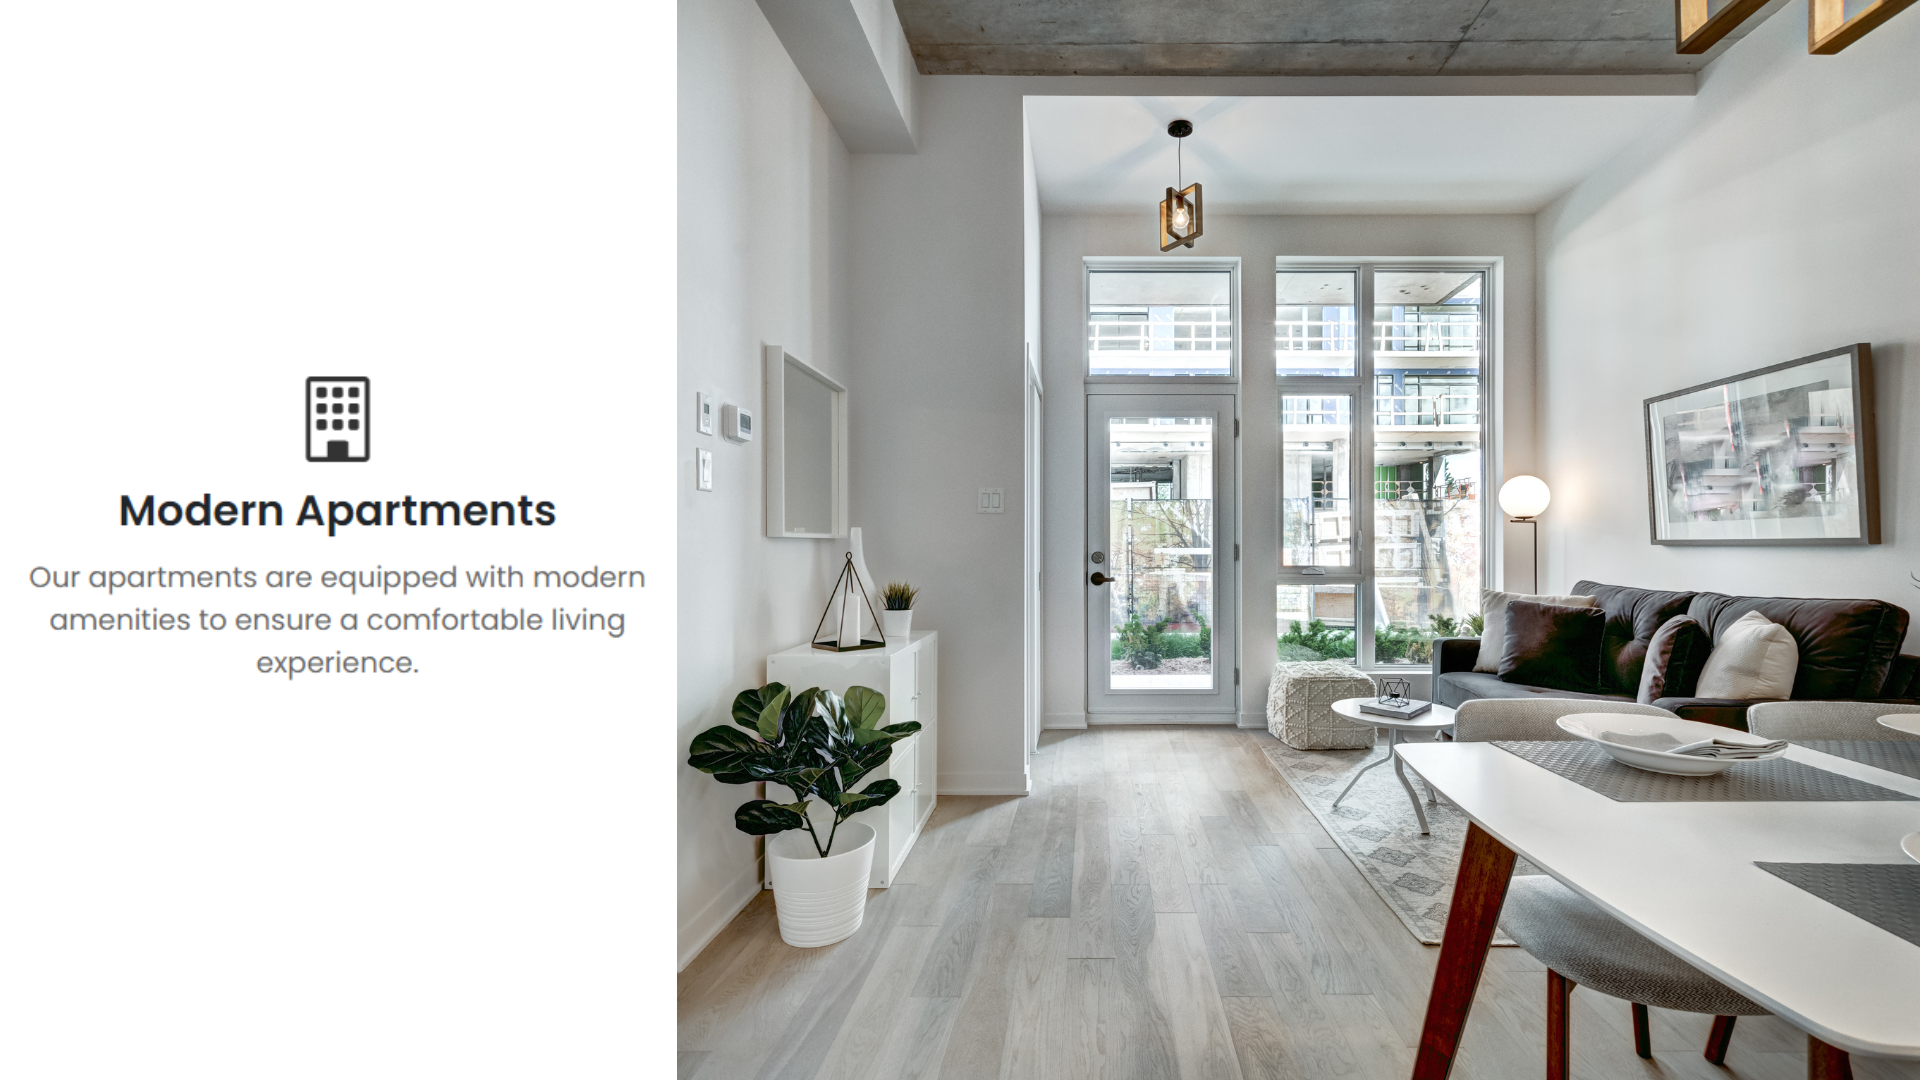 Modern Apartments
Our apartments are equipped with modern
amenities to ensure a comfortable living
experience.